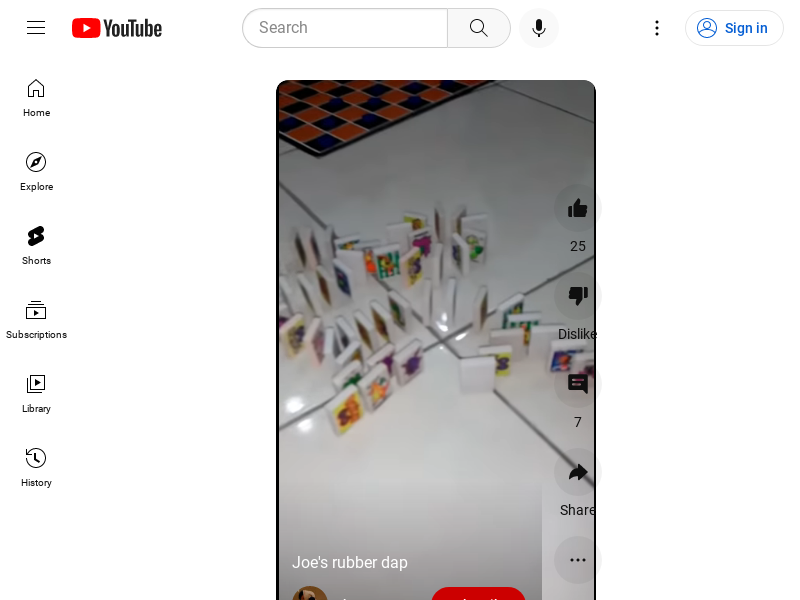 YouTube
Search
Sign in
Home
Explore
Shorts
Subscriptions
Library
History
25
Dislike
7
Share
Joe's rubber dap